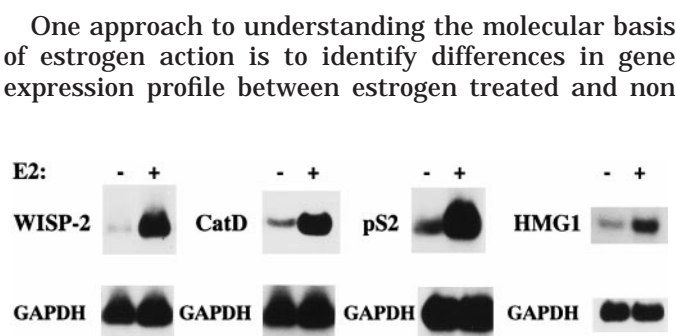 One approach to understanding the molecular basis
of estrogen action is to identify differences in gene
expression profile between estrogen treated and non
E2: - + - + - + - +
WISP-2 CatD pS2 HMG1
GAPDH GAPDH GAPDH GAPDH